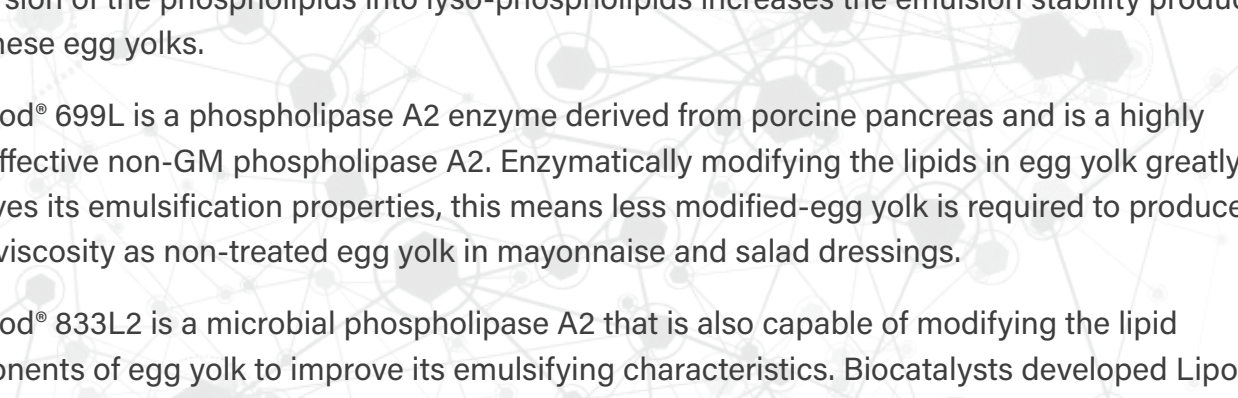 sion of the phospholipids into lyso-phospholipids increases the emulsion stability produc
hese egg yolks.
od® 699L is a phospholipase A2 enzyme derived from porcine pancreas and is a highly
ffective non-GM phospholipase A2. Enzymatically modifying the lipids in egg yolk greatly
ves its emulsification properties, this means less modified-egg yolk is required to produce
viscosity as non-treated egg yolk in mayonnaise and salad dressings.
od® 833L2 is a microbial phospholipase A2 that is also capable of modifying the lipid
onents of egg yolk to improve its emulsifying characteristics. Biocatalysts developed Lipo